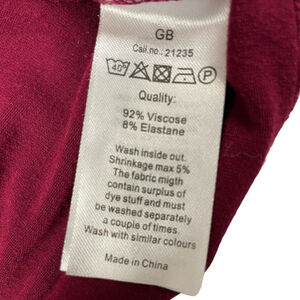 GB
Call.no.: 21235
40° P
Quality:
92% Viscose
8% Elastane
Wash inside out.
Shrinkage max 5%
The fabric migth
contain surplus of
dye stuff and must
be washed separately
a couple of times.
Wash with similar colours
Made in China